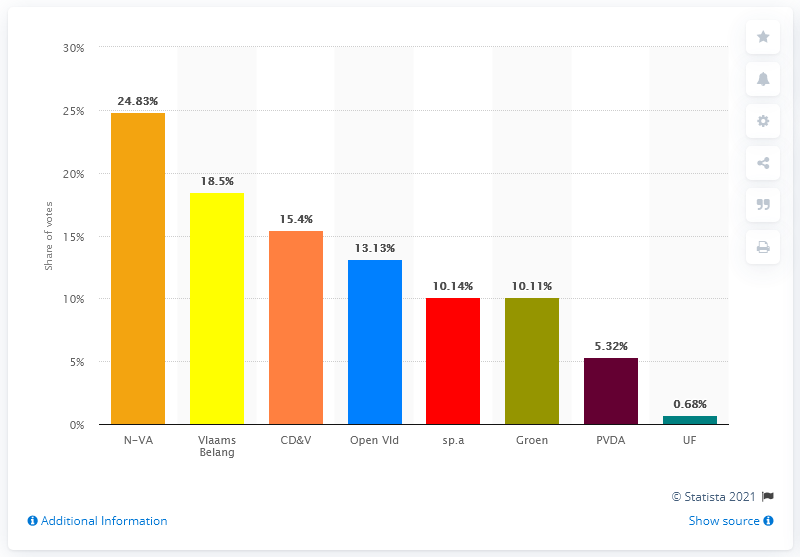 30%
25%
20%
15%
10%
5%
0%
Share of votes
24.83%
18.5%
15.4%
13.13%
10.14%
10.11%
5.32%
0.68%
N-VA
Vlaams
Belang
CD&V
Open Vld
sp.a
Groen
PVDA
UF
© Statista 2021
Additional Information
Show source